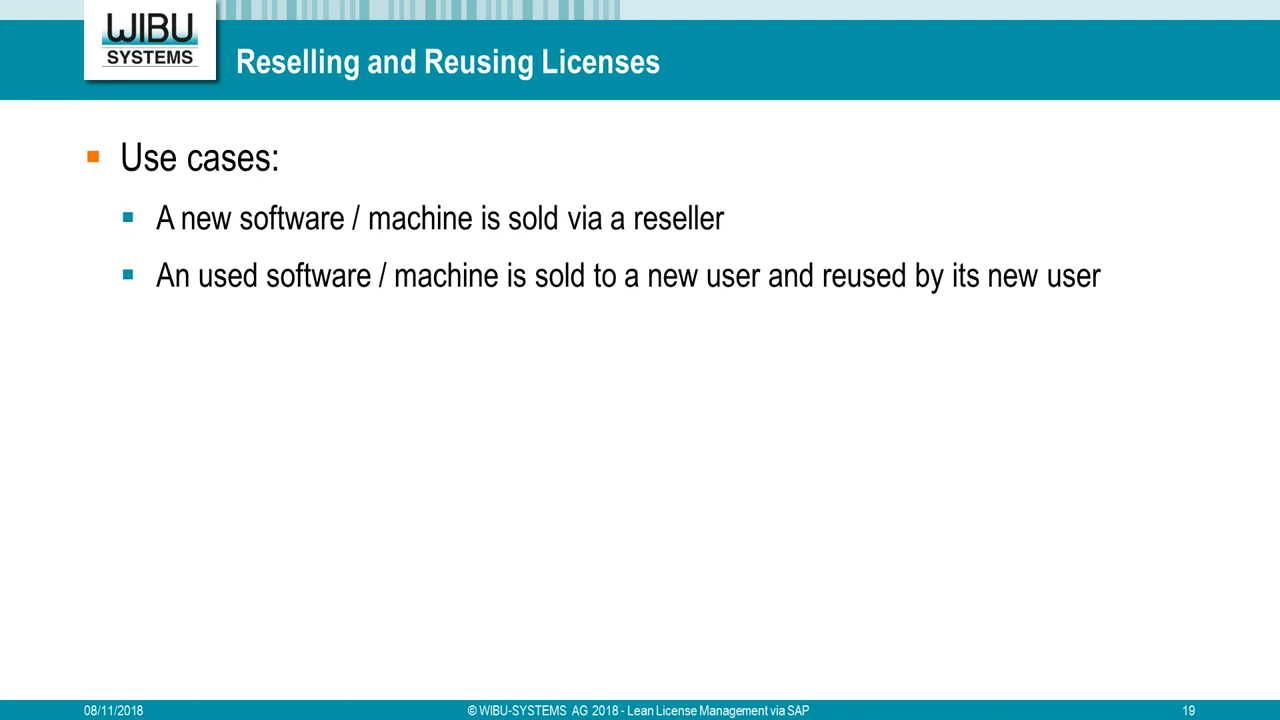 WIBU
SYSTEMS
Reselling and Reusing Licenses
Use cases:
A new software / machine is sold via a reseller
An used software / machine is sold to a new user and reused by its new user
08/11/2018
© WIBU-SYSTEMS AG 2018 - Lean License Management via SAP
19